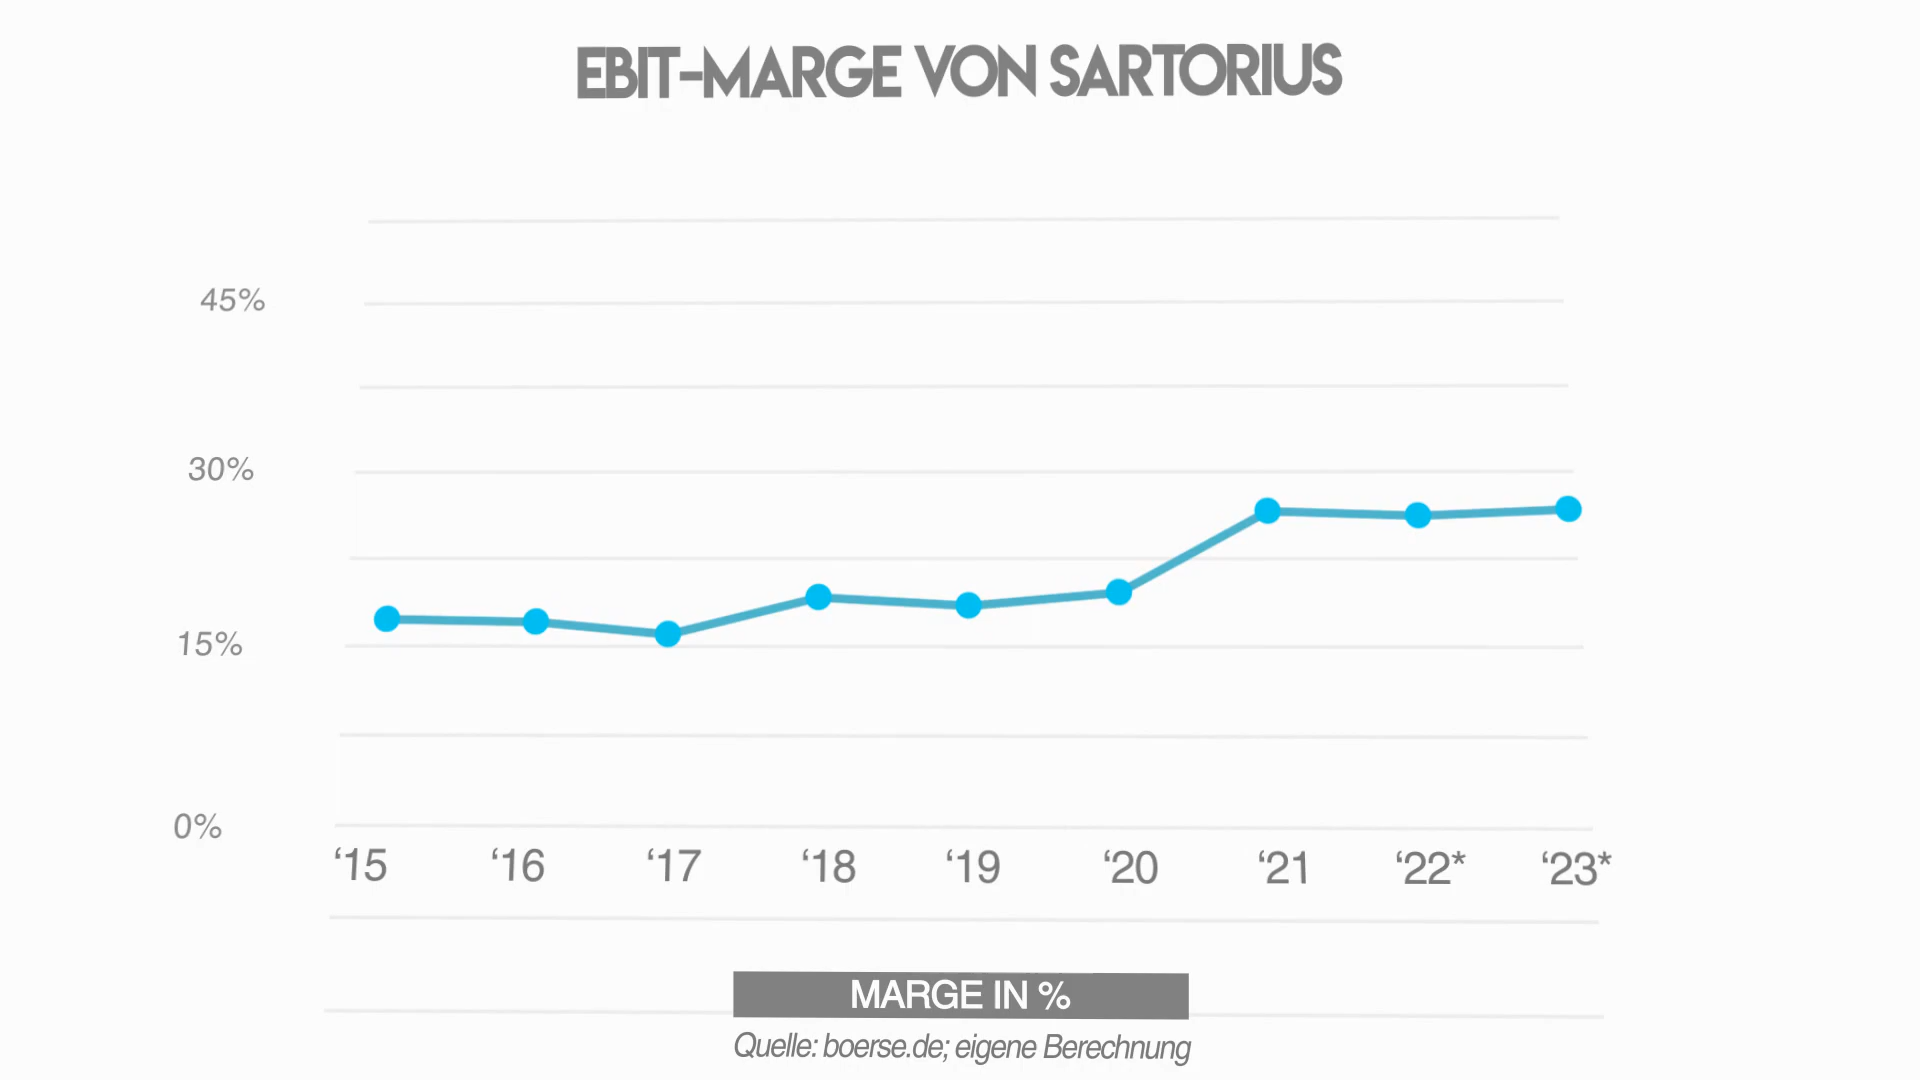 EBIT-MARGE VON SARTORIUS
45%
30%
15%
0%
‘15 ‘16 ‘17 ‘18 ‘19 ‘20 ‘21 ‘22* ‘23*
MARGE IN %
Quelle: boerse.de; eigene Berechnung